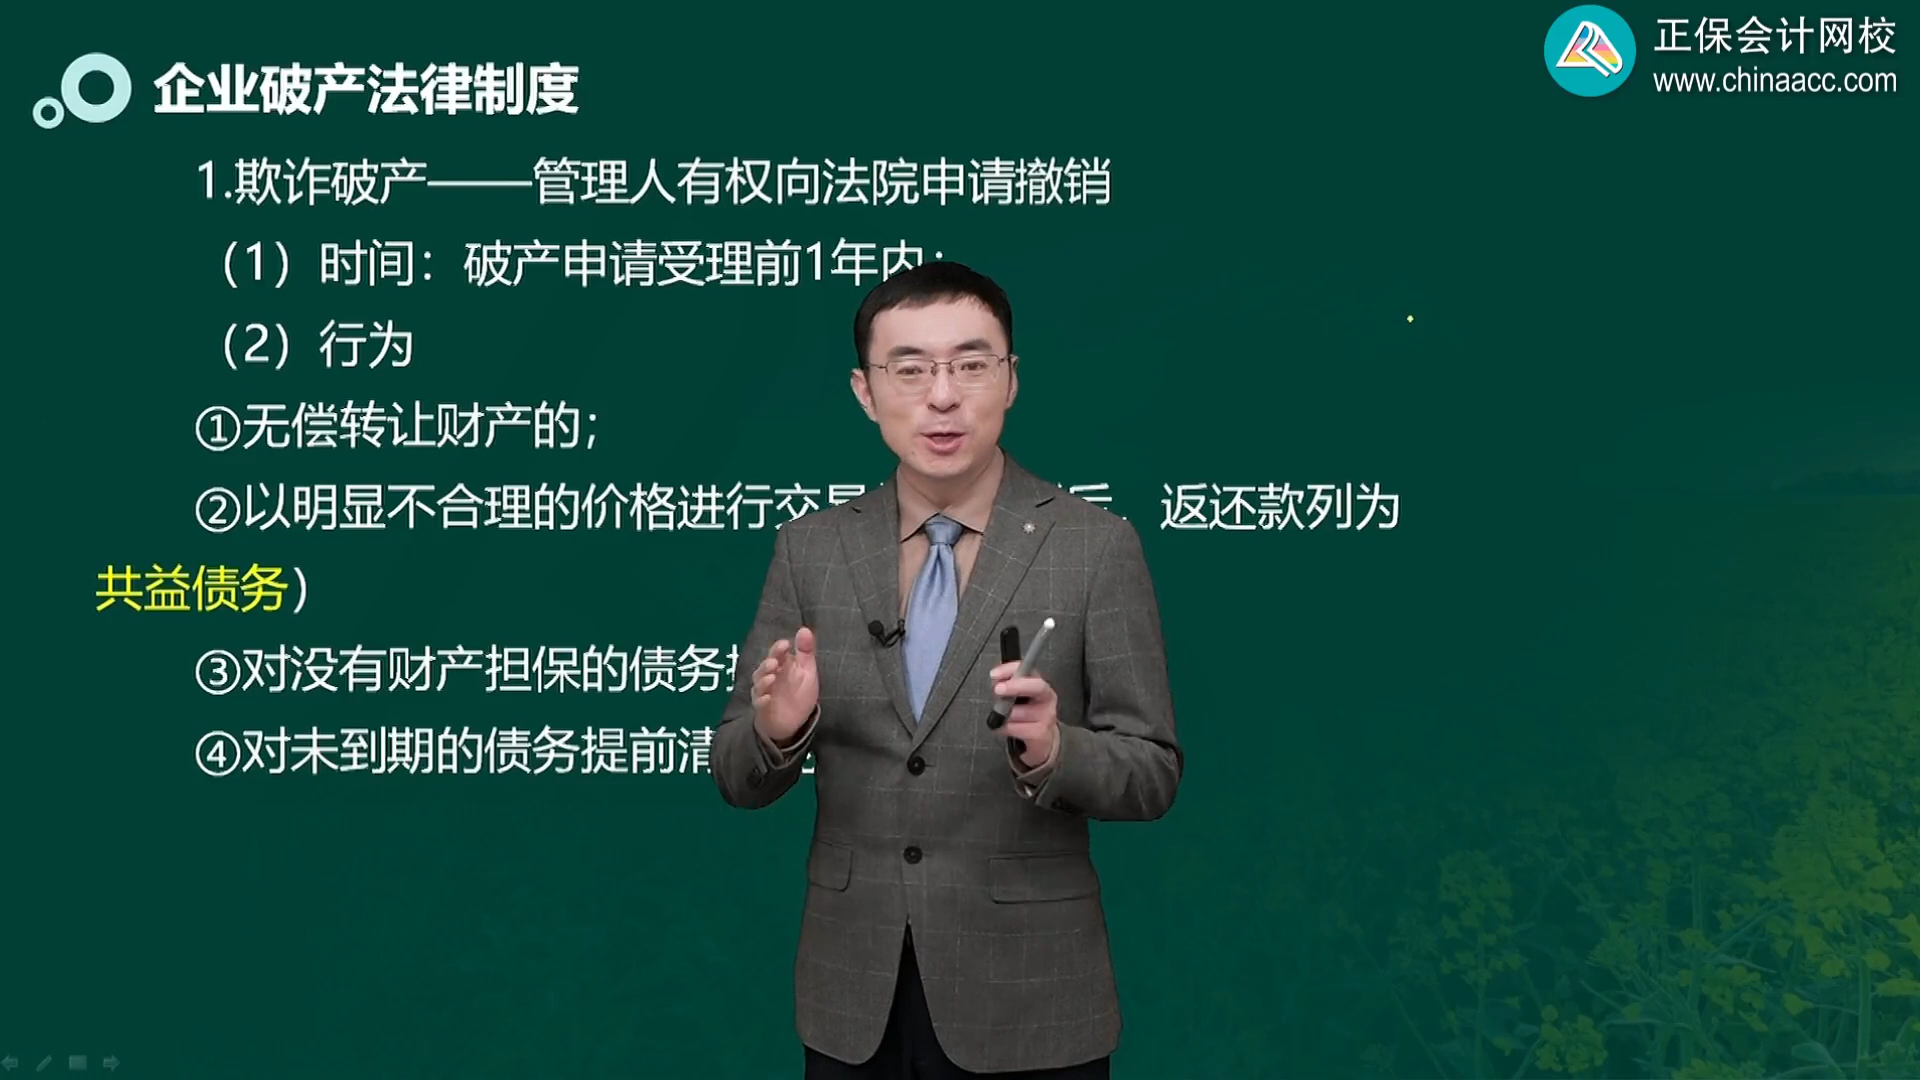 正保会计网校
www.chinaacc.com
企业破产法律制度
1.欺诈破产——管理人有权向法院申请撤销
（1）时间：破产申请受理前1年内；
（2）行为
①无偿转让财产的；
②以明显不合理的价格进行交易 后，返还款列为
共益债务）
③对没有财产担保的债务
④对未到期的债务提前清